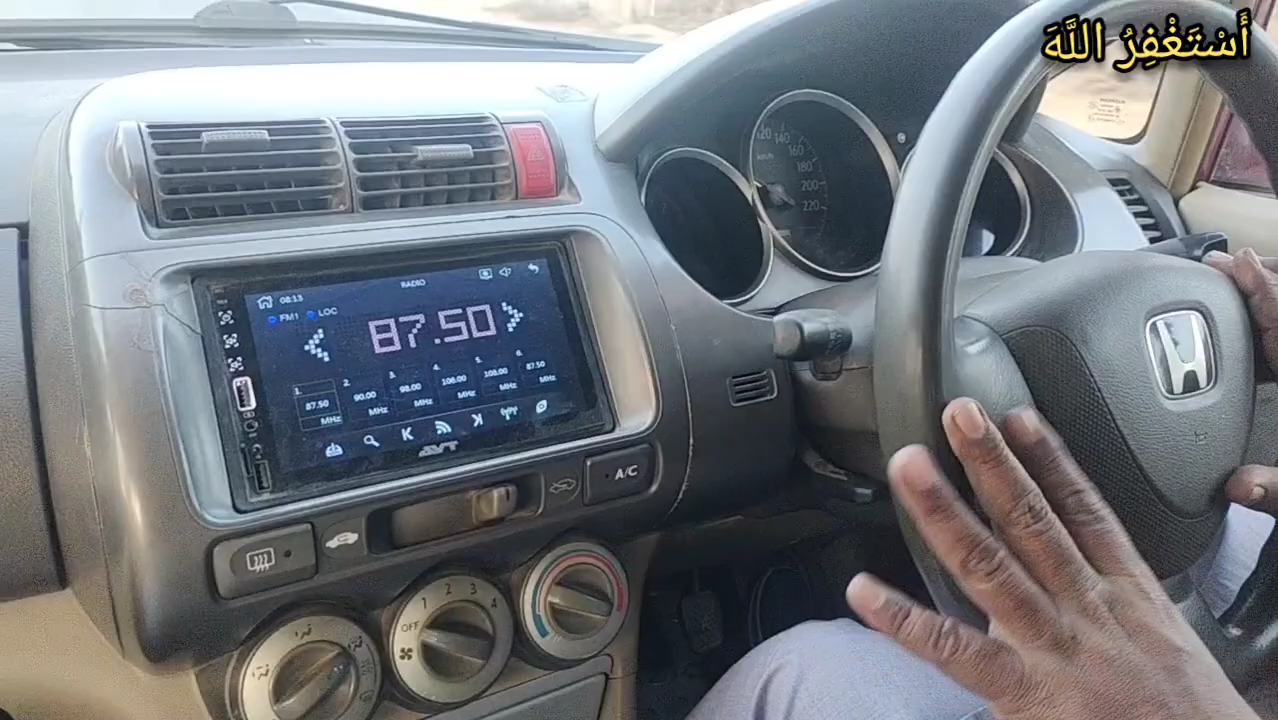 أَسْتَغْفِرُ اللَّهَ
120
140
160
180
200
220
km/h
08:13
RADIO
FM1 LOC
87.50
1. 2. 3. 4. 5. 6.
87.50 90.00 98.00 106.00 108.00 87.50
MHz MHz MHz MHz MHz MHz
AVT
A/C
OFF 1 2 3 4